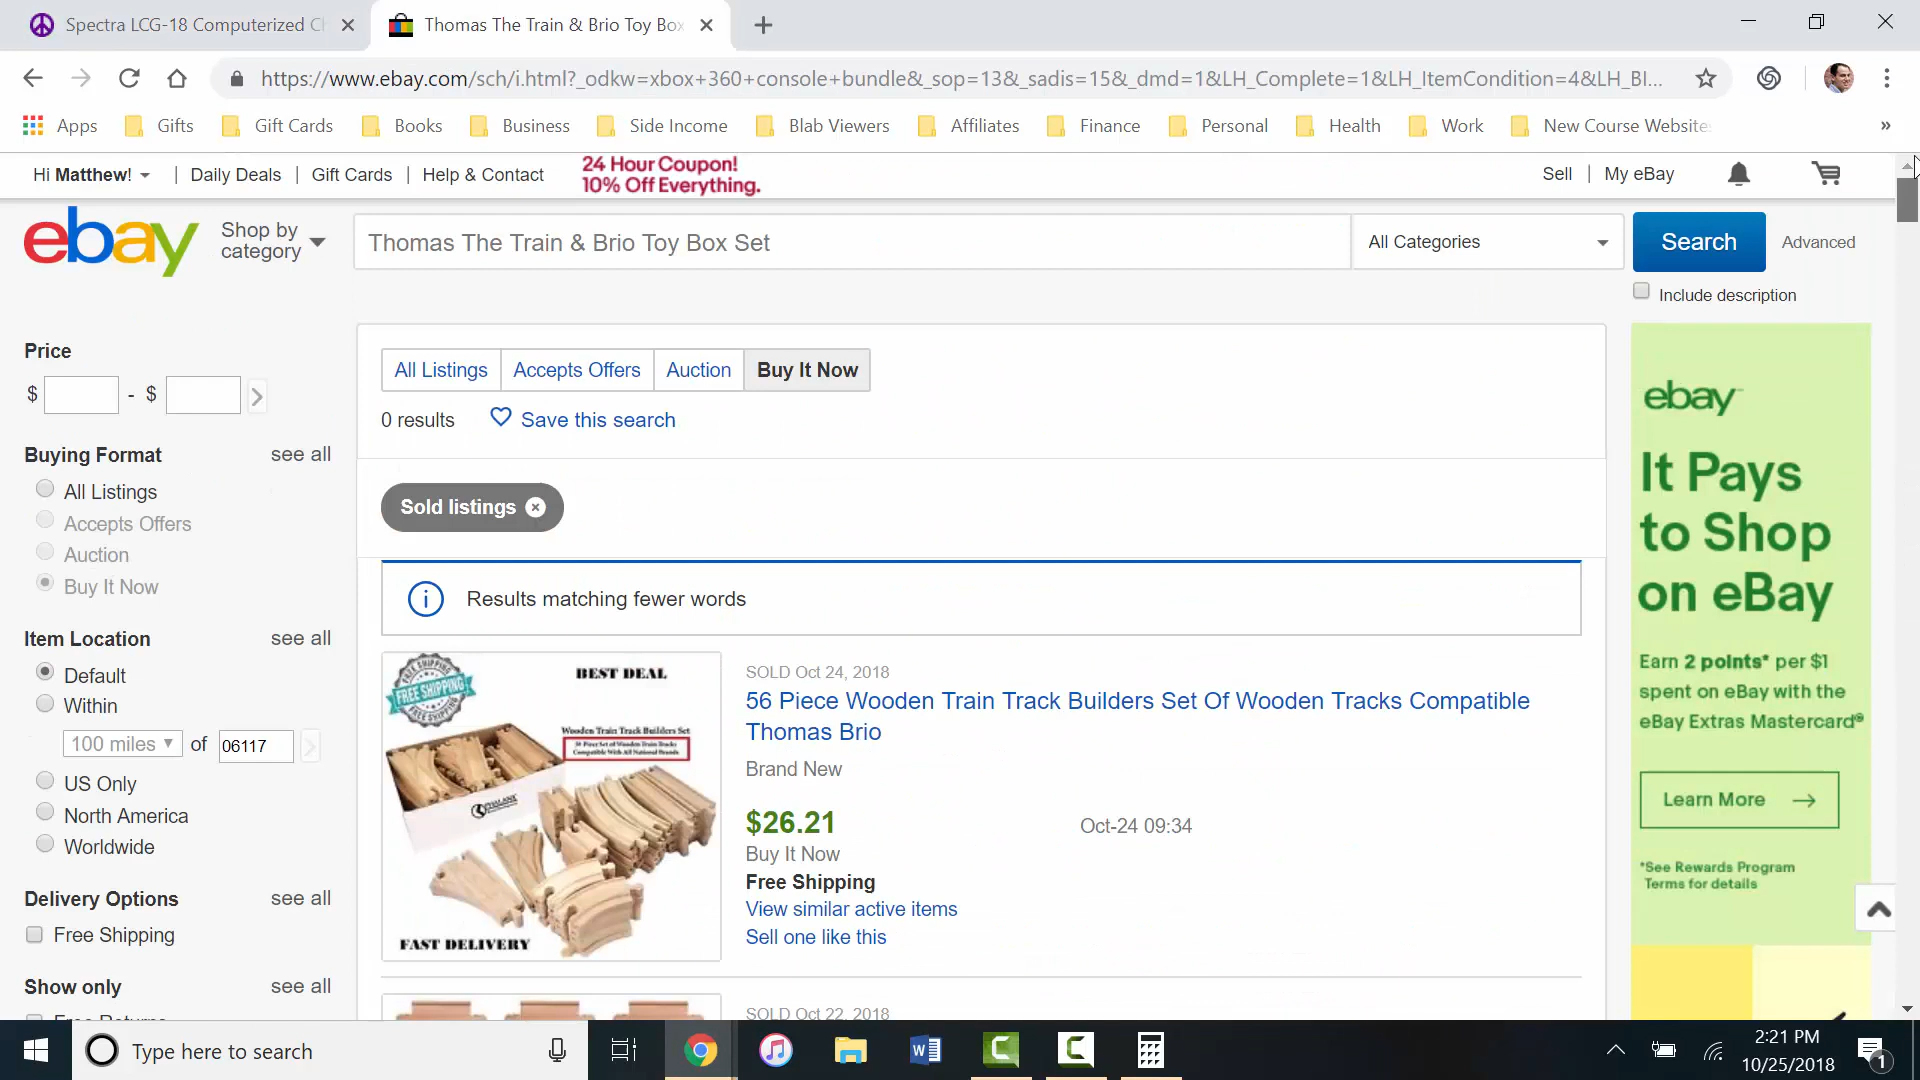 Spectra LCG-18 Computerized Ch
Thomas The Train & Brio Toy Box
https://www.ebay.com/sch/i.html?_odkw=xbox+360+console+bundle&_sop=13&_sadis=15&_dmd=1&LH_Complete=1&LH_ItemCondition=4&LH_BI...
Apps Gifts Gift Cards Books Business Side Income Blab Viewers Affiliates Finance Personal Health Work New Course Websites »
Hi Matthew! | Daily Deals | Gift Cards | Help & Contact
24 Hour Coupon!
10% Off Everything.
Sell | My eBay
ebay
Shop by
category
Thomas The Train & Brio Toy Box Set
All Categories
Search
Advanced
Include description
Price
$ - $
Buying Format see all
All Listings
Accepts Offers
Auction
Buy It Now
Item Location see all
Default
Within
100 miles of 06117
US Only
North America
Worldwide
Delivery Options see all
Free Shipping
Show only see all
Free Returns
All Listings Accepts Offers Auction Buy It Now
0 results Save this search
Sold listings
Results matching fewer words
FREE SHIPPING
BEST DEAL
Wooden Train Track Builders Set
Compatible With All National Brands
FAST DELIVERY
SOLD Oct 24, 2018
56 Piece Wooden Train Track Builders Set Of Wooden Tracks Compatible
Thomas Brio
Brand New
$26.21
Oct-24 09:34
Buy It Now
Free Shipping
View similar active items
Sell one like this
SOLD Oct 22, 2018
ebay
It Pays
to Shop
on eBay
Earn 2 points* per $1
spent on eBay with the
eBay Extras Mastercard®
Learn More
*See Rewards Program
Terms for details
Type here to search
2:21 PM
10/25/2018
1